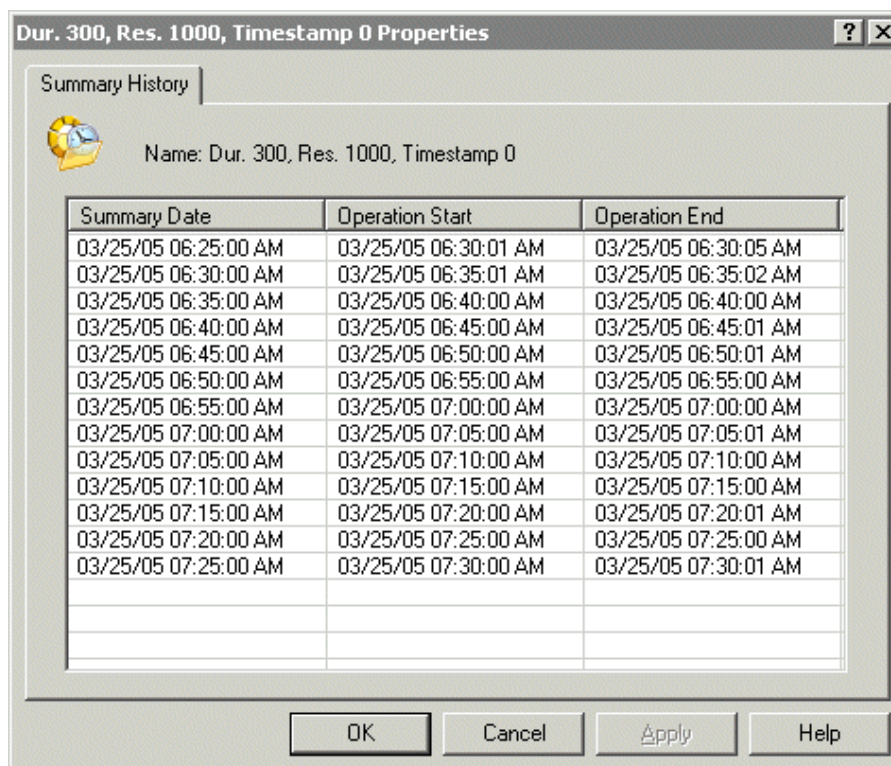 Dur. 300, Res. 1000, Timestamp 0 Properties
Summary History
Name: Dur. 300, Res. 1000, Timestamp 0
Summary Date Operation Start Operation End
03/25/05 06:25:00 AM 03/25/05 06:30:01 AM 03/25/05 06:30:05 AM
03/25/05 06:30:00 AM 03/25/05 06:35:01 AM 03/25/05 06:35:02 AM
03/25/05 06:35:00 AM 03/25/05 06:40:00 AM 03/25/05 06:40:00 AM
03/25/05 06:40:00 AM 03/25/05 06:45:00 AM 03/25/05 06:45:01 AM
03/25/05 06:45:00 AM 03/25/05 06:50:00 AM 03/25/05 06:50:01 AM
03/25/05 06:50:00 AM 03/25/05 06:55:00 AM 03/25/05 06:55:00 AM
03/25/05 06:55:00 AM 03/25/05 07:00:00 AM 03/25/05 07:00:00 AM
03/25/05 07:00:00 AM 03/25/05 07:05:00 AM 03/25/05 07:05:01 AM
03/25/05 07:05:00 AM 03/25/05 07:10:00 AM 03/25/05 07:10:00 AM
03/25/05 07:10:00 AM 03/25/05 07:15:00 AM 03/25/05 07:15:00 AM
03/25/05 07:15:00 AM 03/25/05 07:20:00 AM 03/25/05 07:20:01 AM
03/25/05 07:20:00 AM 03/25/05 07:25:00 AM 03/25/05 07:25:00 AM
03/25/05 07:25:00 AM 03/25/05 07:30:00 AM 03/25/05 07:30:01 AM
OK Cancel Apply Help